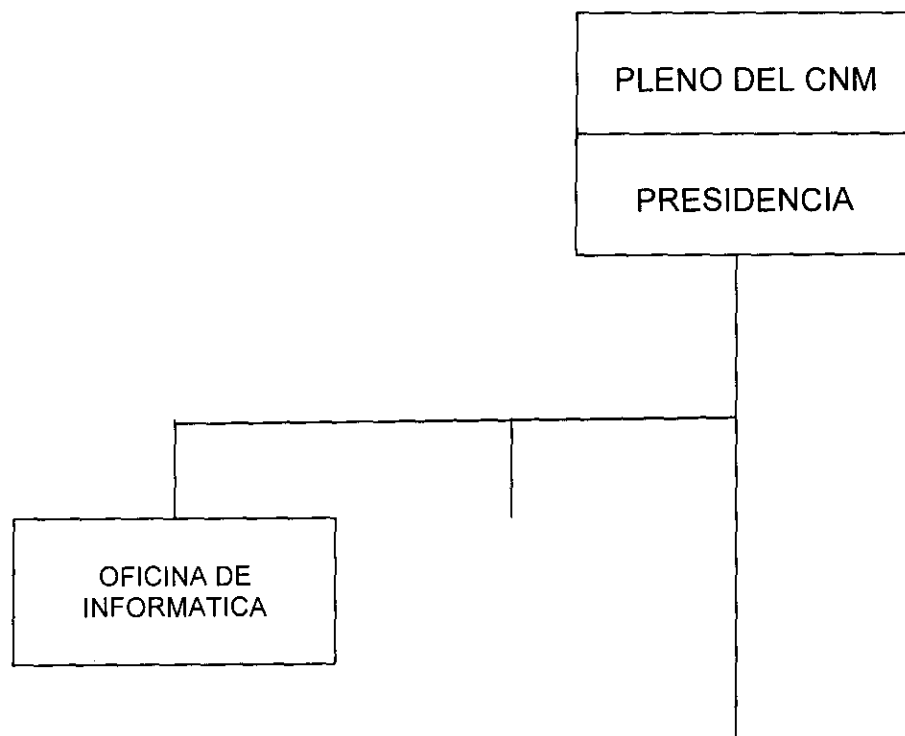 PLENO DEL CNM
PRESIDENCIA
OFICINA DE
INFORMATICA